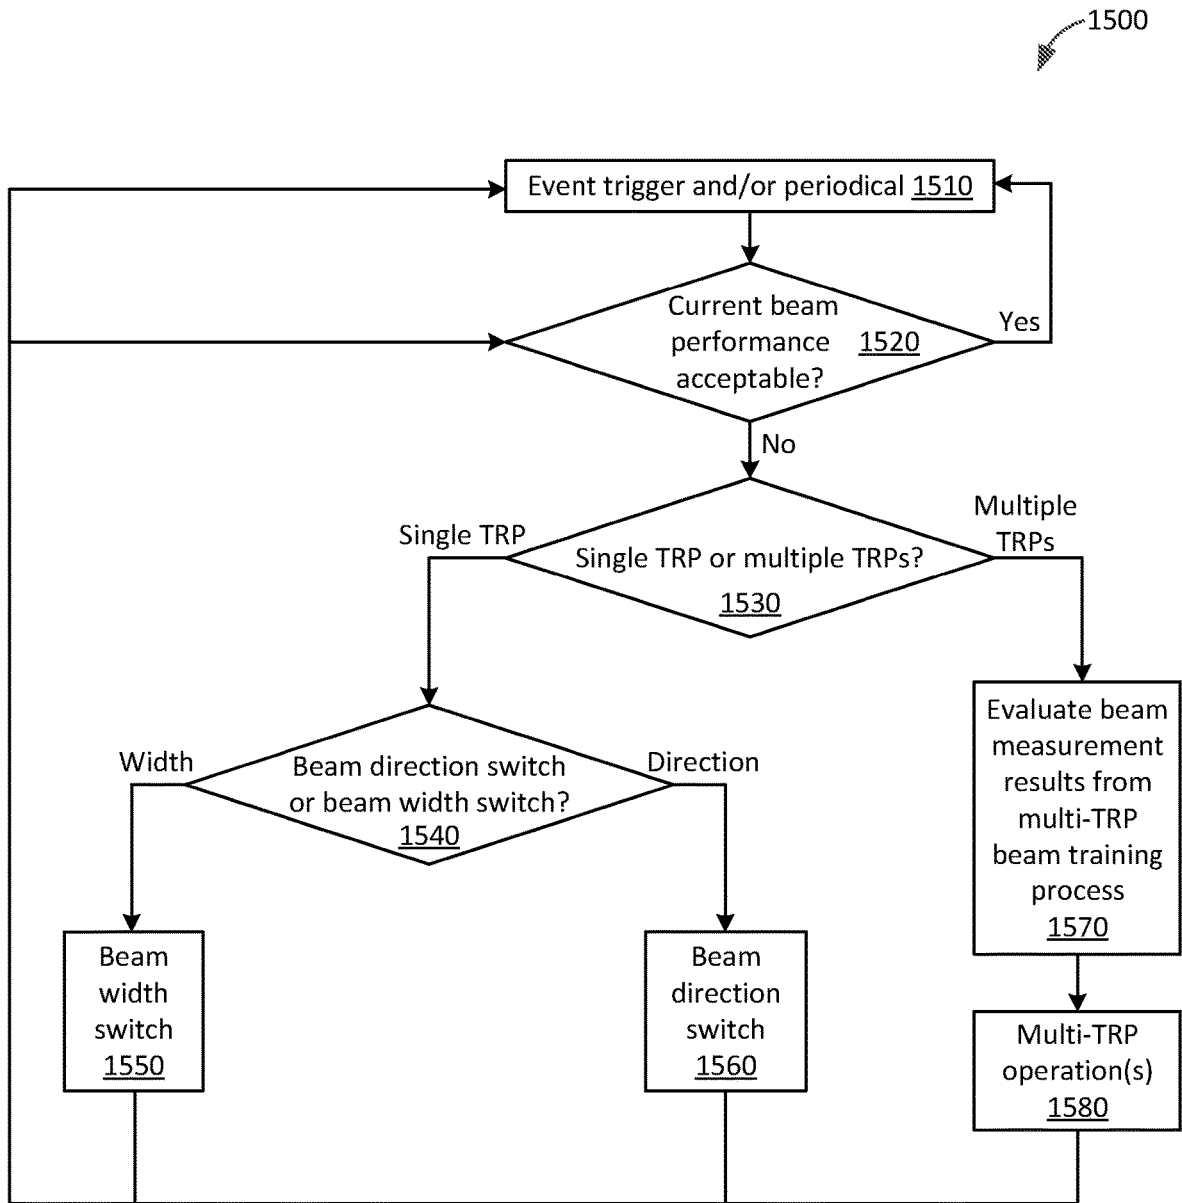 1500
Event trigger and/or periodical 1510
Current beam
performance 1520
acceptable?
Yes
No
Single TRP
Multiple
TRPs
Single TRP or multiple TRPs?
1530
Width
Beam direction switch
or beam width switch?
1540
Direction
Evaluate beam
measurement
results from
multi-TRP
beam training
process
1570
Beam
width
switch
1550
Beam
direction
switch
1560
Multi-TRP
operation(s)
1580